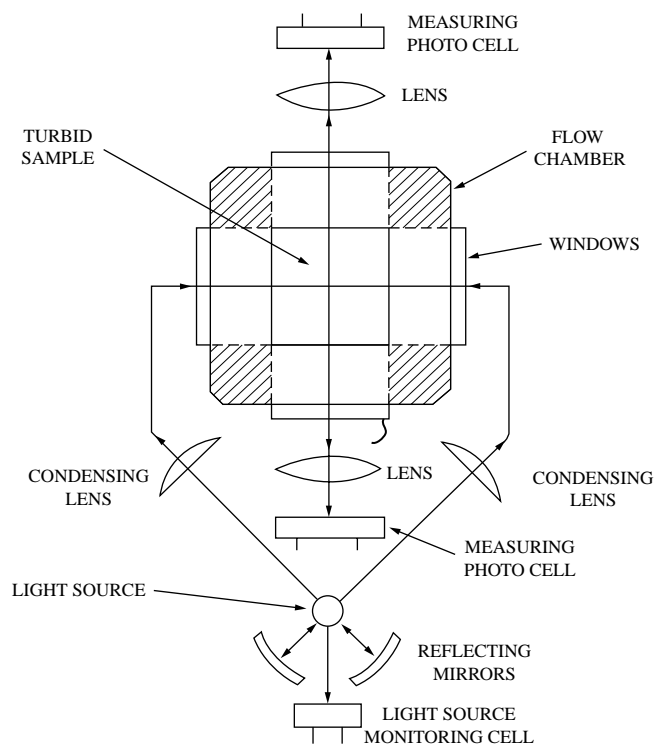 MEASURING
PHOTO CELL
LENS
TURBID
SAMPLE
FLOW
CHAMBER
WINDOWS
CONDENSING
LENS
LENS
CONDENSING
LENS
MEASURING
PHOTO CELL
LIGHT SOURCE
REFLECTING
MIRRORS
LIGHT SOURCE
MONITORING CELL